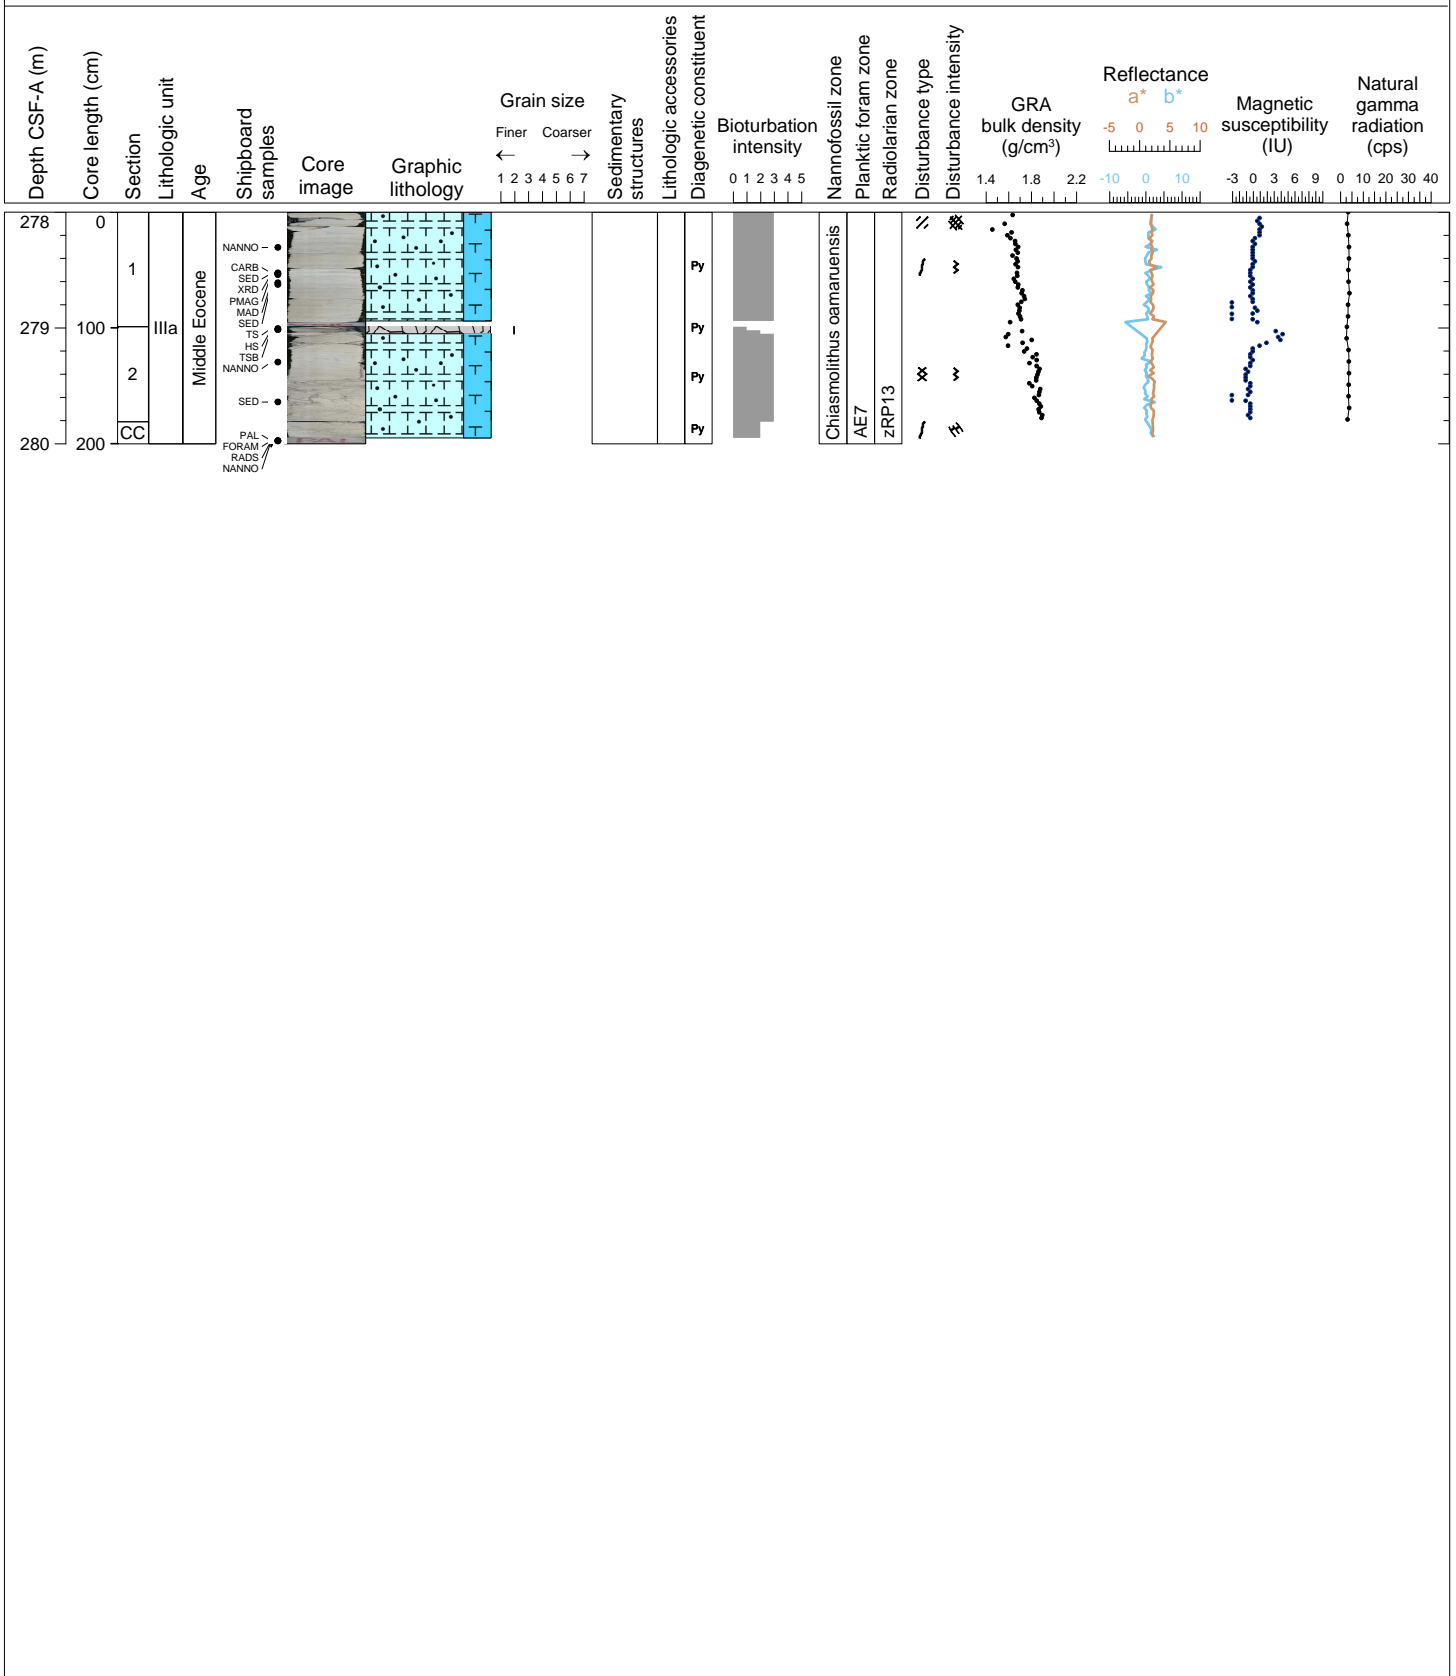 Depth CSF-A (m)
Core length (cm)
Section
Lithologic unit
Age
Shipboard
samples
Core
image
Graphic
lithology
Grain size
Finer Coarser
← →
1 2 3 4 5 6 7
Sedimentary
structures
Lithologic accessories
Diagenetic constituent
Bioturbation
intensity
0 1 2 3 4 5
Nannofossil zone
Planktic foram zone
Radiolarian zone
Disturbance type
Disturbance intensity
GRA
bulk density
(g/cm³)
1.4 1.8 2.2
Reflectance
a* b*
-5 0 5 10
-10 0 10
Magnetic
susceptibility
(IU)
-3 0 3 6 9
Natural
gamma
radiation
(cps)
0 10 20 30 40
278
279
280
0
100
200
1
2
CC
IIIa
Middle Eocene
NANNO
CARB
SED
XRD
PMAG
MAD
SED
TS
HS
TSB
NANNO
SED
PAL
FORAM
RADS
NANNO
Py
Py
Py
Py
Chiasmolithus oamaruensis
AE7
zRP13